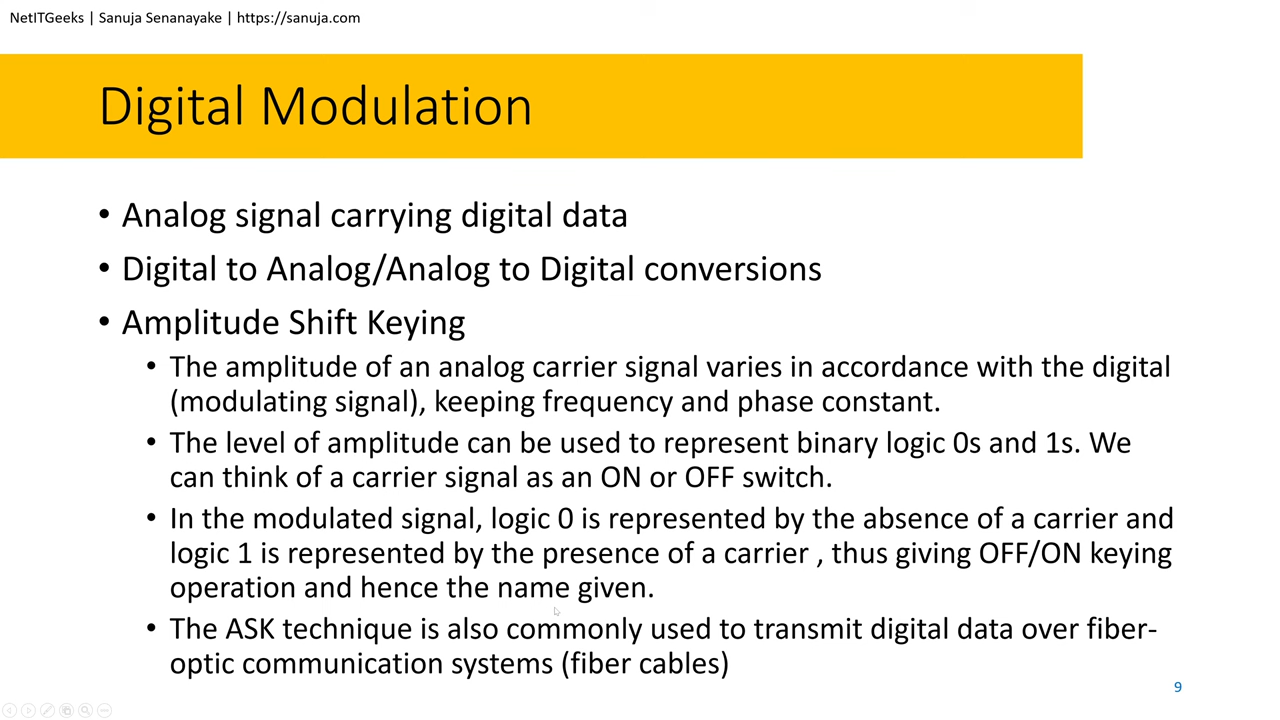 NetITGeeks | Sanuja Senanayake | https://sanuja.com
Digital Modulation
• Analog signal carrying digital data
• Digital to Analog/Analog to Digital conversions
• Amplitude Shift Keying
• The amplitude of an analog carrier signal varies in accordance with the digital
(modulating signal), keeping frequency and phase constant.
• The level of amplitude can be used to represent binary logic 0s and 1s. We
can think of a carrier signal as an ON or OFF switch.
• In the modulated signal, logic 0 is represented by the absence of a carrier and
logic 1 is represented by the presence of a carrier , thus giving OFF/ON keying
operation and hence the name given.
• The ASK technique is also commonly used to transmit digital data over fiber-
optic communication systems (fiber cables)
9